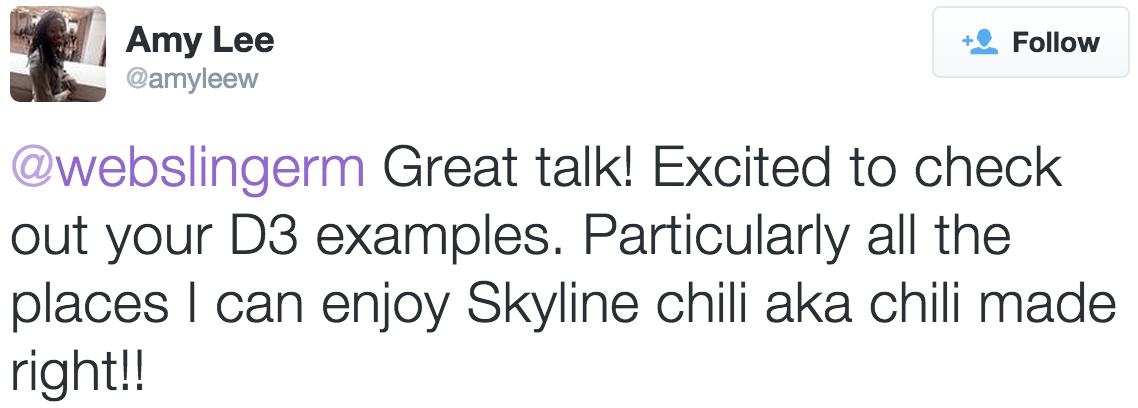 Amy Lee
@amyleew
Follow
@webslingerm Great talk! Excited to check
out your D3 examples. Particularly all the
places I can enjoy Skyline chili aka chili made
right!!